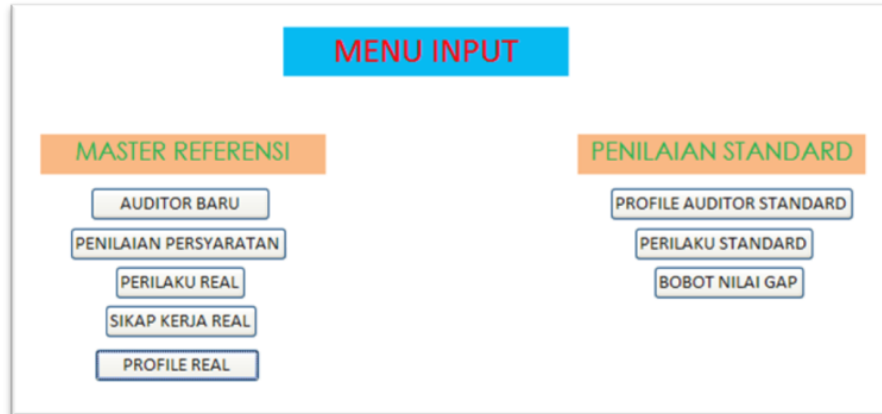 MENU INPUT
MASTER REFERENSI
AUDITOR BARU
PENILAIAN PERSYARATAN
PERILAKU REAL
SIKAP KERJA REAL
PROFILE REAL
PENILAIAN STANDARD
PROFILE AUDITOR STANDARD
PERILAKU STANDARD
BOBOT NILAI GAP